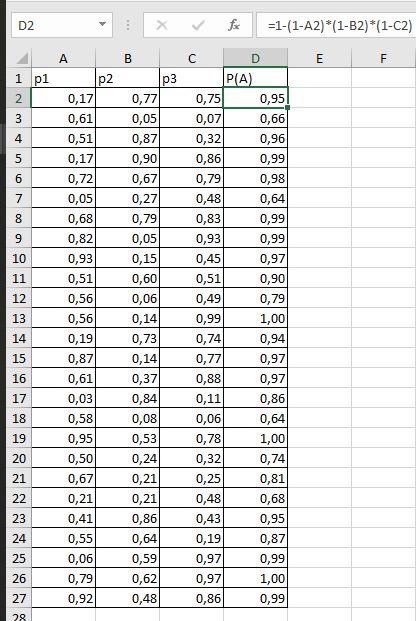 D2 fx =1-(1-A2)*(1-B2)*(1-C2)
A B C D E F
1 p1 p2 p3 P(A)
2 0,17 0,77 0,75 0,95
3 0,61 0,05 0,07 0,66
4 0,51 0,87 0,32 0,96
5 0,17 0,90 0,86 0,99
6 0,72 0,67 0,79 0,98
7 0,05 0,27 0,48 0,64
8 0,68 0,79 0,83 0,99
9 0,82 0,05 0,93 0,99
10 0,93 0,15 0,45 0,97
11 0,51 0,60 0,51 0,90
12 0,56 0,06 0,49 0,79
13 0,56 0,14 0,99 1,00
14 0,19 0,73 0,74 0,94
15 0,87 0,14 0,77 0,97
16 0,61 0,37 0,88 0,97
17 0,03 0,84 0,11 0,86
18 0,58 0,08 0,06 0,64
19 0,95 0,53 0,78 1,00
20 0,50 0,24 0,32 0,74
21 0,67 0,21 0,25 0,81
22 0,21 0,21 0,48 0,68
23 0,41 0,86 0,43 0,95
24 0,55 0,64 0,19 0,87
25 0,06 0,59 0,97 0,99
26 0,79 0,62 0,97 1,00
27 0,92 0,48 0,86 0,99
28